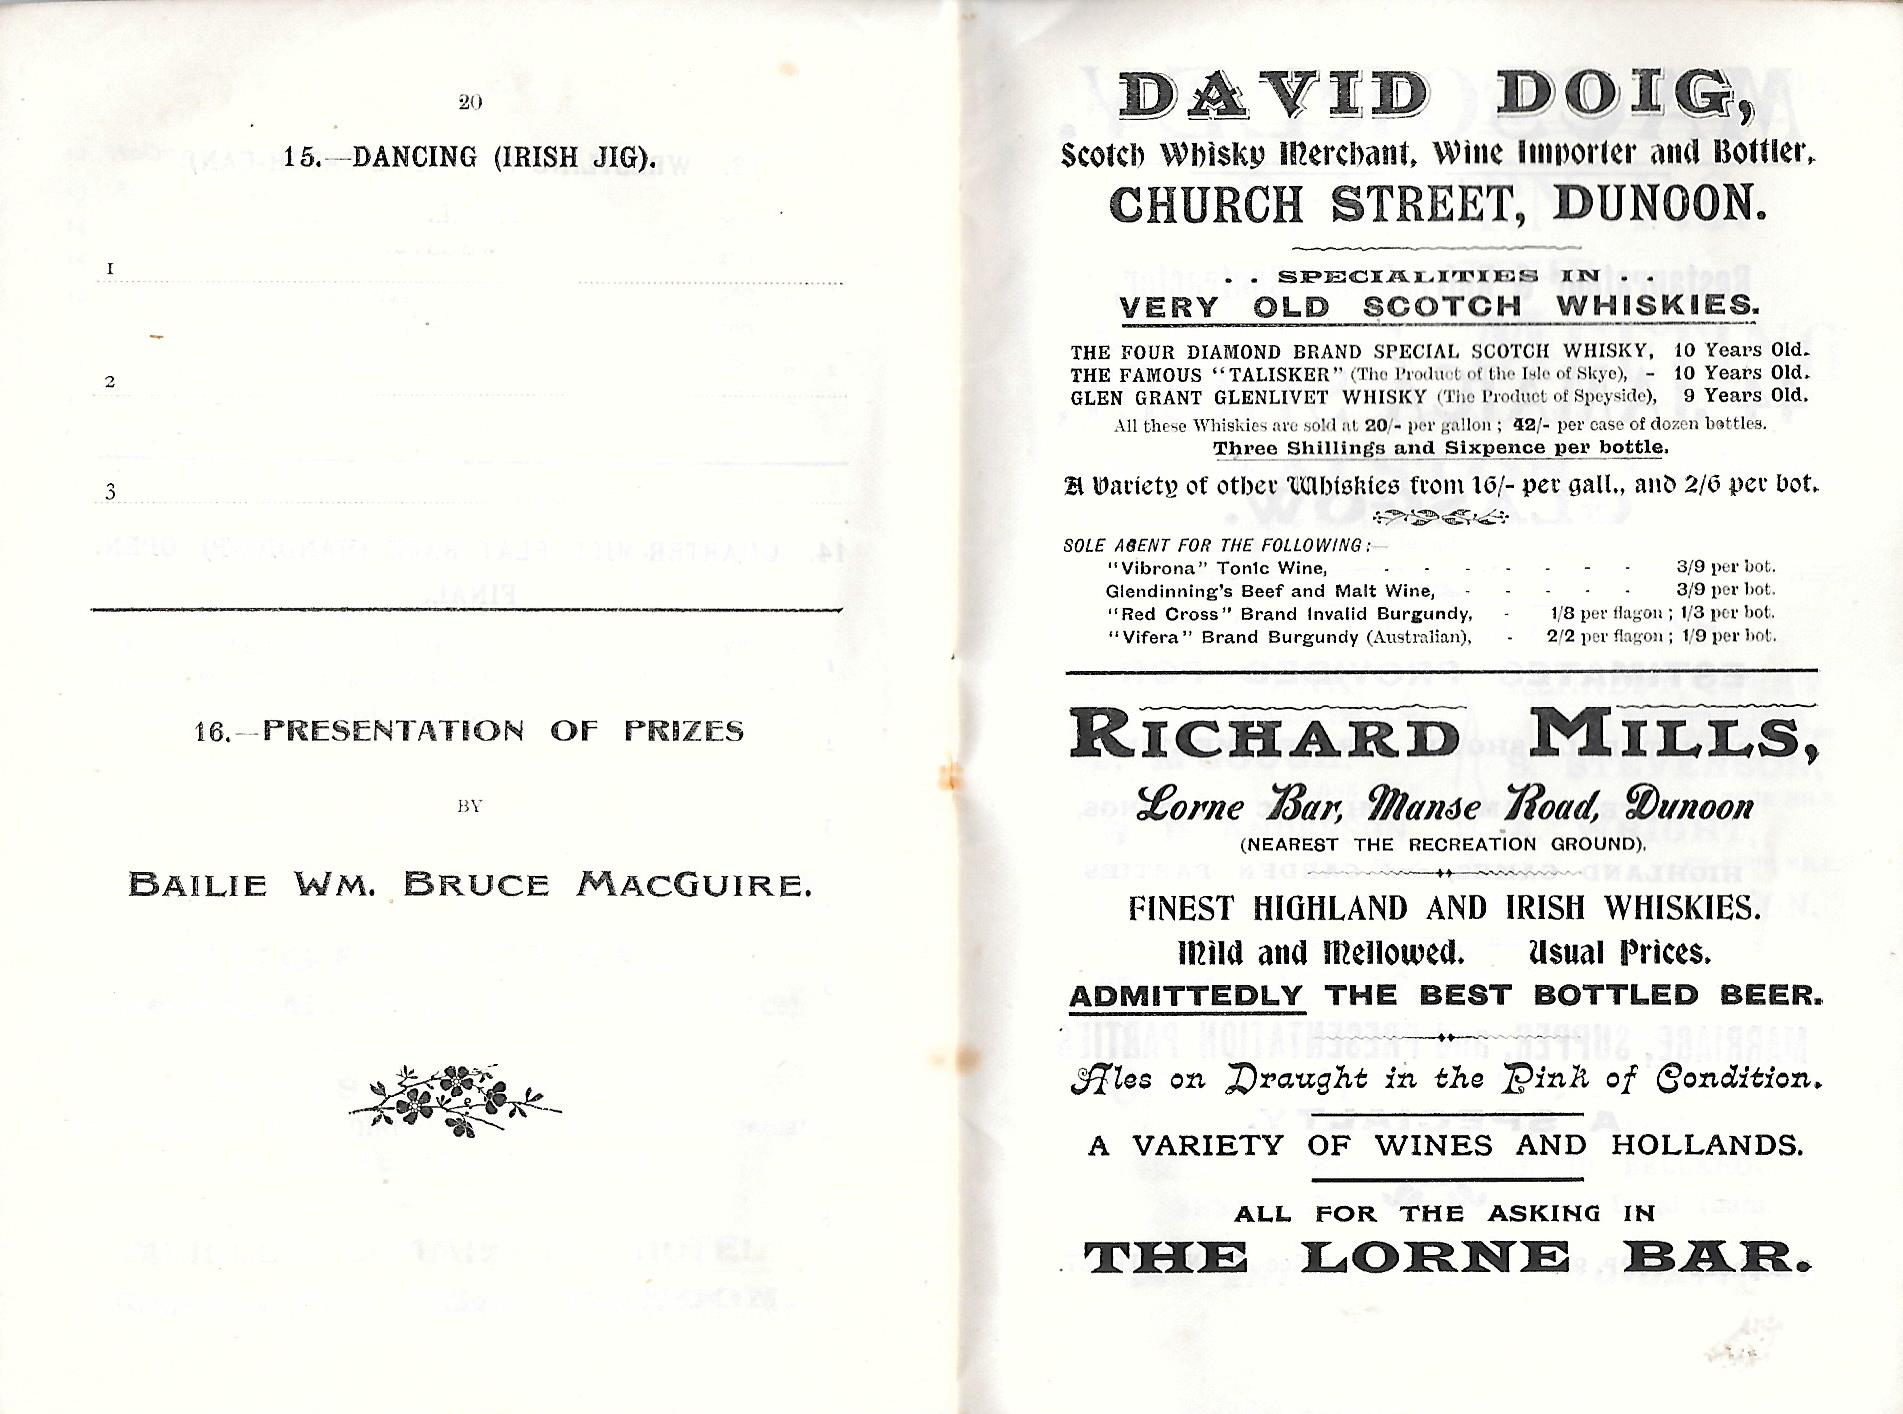 20
15.—DANCING (IRISH JIG).
1
2
3
16.—PRESENTATION OF PRIZES
BY
BAILIE WM. BRUCE MACGUIRE.
DAVID DOIG,
Scotch Whisky Merchant, Wine Importer and Bottler,
CHURCH STREET, DUNOON.
. . SPECIALITIES IN . .
VERY OLD SCOTCH WHISKIES.
THE FOUR DIAMOND BRAND SPECIAL SCOTCH WHISKY, 10 Years Old.
THE FAMOUS “TALISKER” (The Product of the Isle of Skye), - 10 Years Old.
GLEN GRANT GLENLIVET WHISKY (The Product of Speyside), 9 Years Old.
All these Whiskies are sold at 20/- per gallon ; 42/- per case of dozen bottles.
Three Shillings and Sixpence per bottle.
A Variety of other Whiskies from 16/- per gall., and 2/6 per bot.
SOLE AGENT FOR THE FOLLOWING:—
“Vibrona” Tonic Wine, - - - - - - - 3/9 per bot.
Glendinning's Beef and Malt Wine, - - - - - 3/9 per bot.
“Red Cross” Brand Invalid Burgundy, - 1/8 per flagon ; 1/3 per bot.
“Vifera” Brand Burgundy (Australian), - 2/2 per flagon ; 1/9 per bot.
RICHARD MILLS,
Lorne Bar, Manse Road, Dunoon
(NEAREST THE RECREATION GROUND).
FINEST HIGHLAND AND IRISH WHISKIES.
Mild and Mellowed. Usual Prices.
ADMITTEDLY THE BEST BOTTLED BEER.
Ales on Draught in the Pink of Condition.
A VARIETY OF WINES AND HOLLANDS.
ALL FOR THE ASKING IN
THE LORNE BAR.